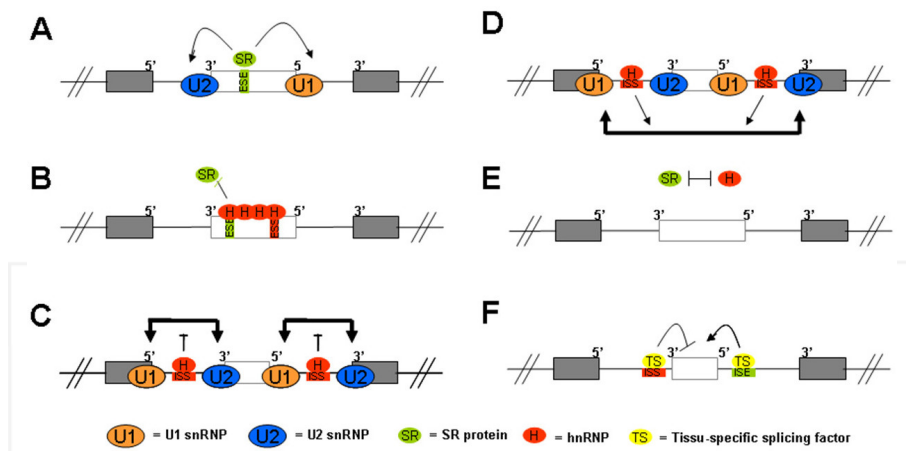 A
5' 3' SR 5' 3'
U2 ESE U1
B
SR
5' 3' H H H H 5' 3'
ESE ESS
C
5' 3' 5' 3'
U1 H ISS U2 U1 H ISS U2
D
5' H 3' 5' H 3'
U1 ISS U2 U1 ISS U2
E
SR H
5' 3' 5' 3'
F
5' TS 3' TS 3'
ISS ISE
U1 = U1 snRNP U2 = U2 snRNP SR = SR protein H = hnRNP TS = Tissu-specific splicing factor